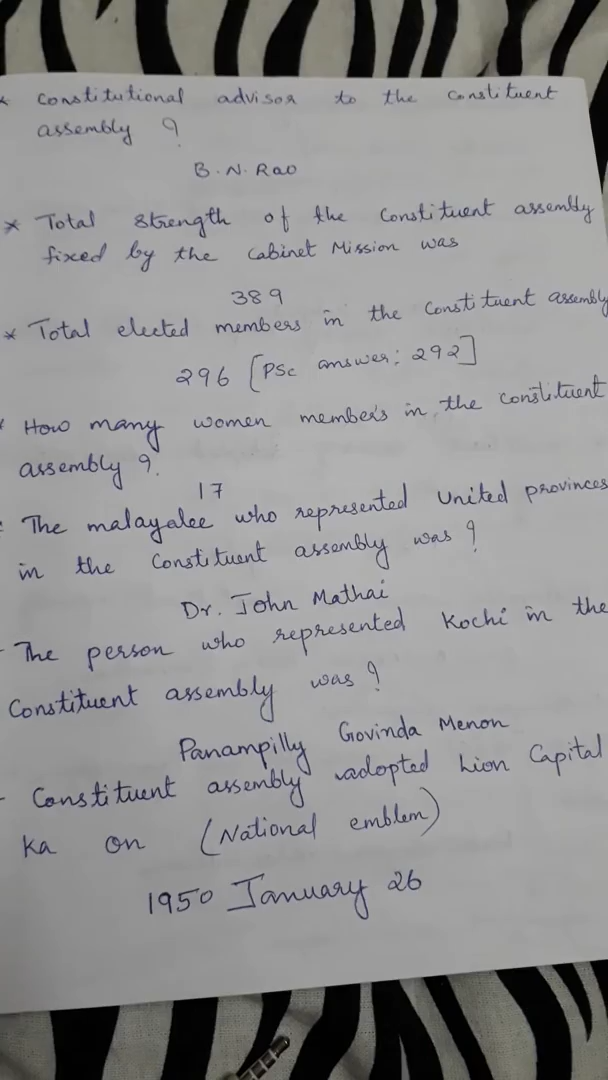 * Constitutional advisor to the constituent
assembly ?
B. N. Rao
* Total strength of the Constituent assembly
fixed by the Cabinet Mission was
389
* Total elected members in the Constituent assembly
296 [PSC answer: 292]
* How many women members in the constituent
assembly ?
17
* The malayalee who represented United provinces
in the Constituent assembly was ?
Dr. John Mathai
- The person who represented Kochi in the
Constituent assembly was ?
Panampilly Govinda Menon
- Constituent assembly adopted Lion Capital
Ka on (National emblem)
1950 January 26